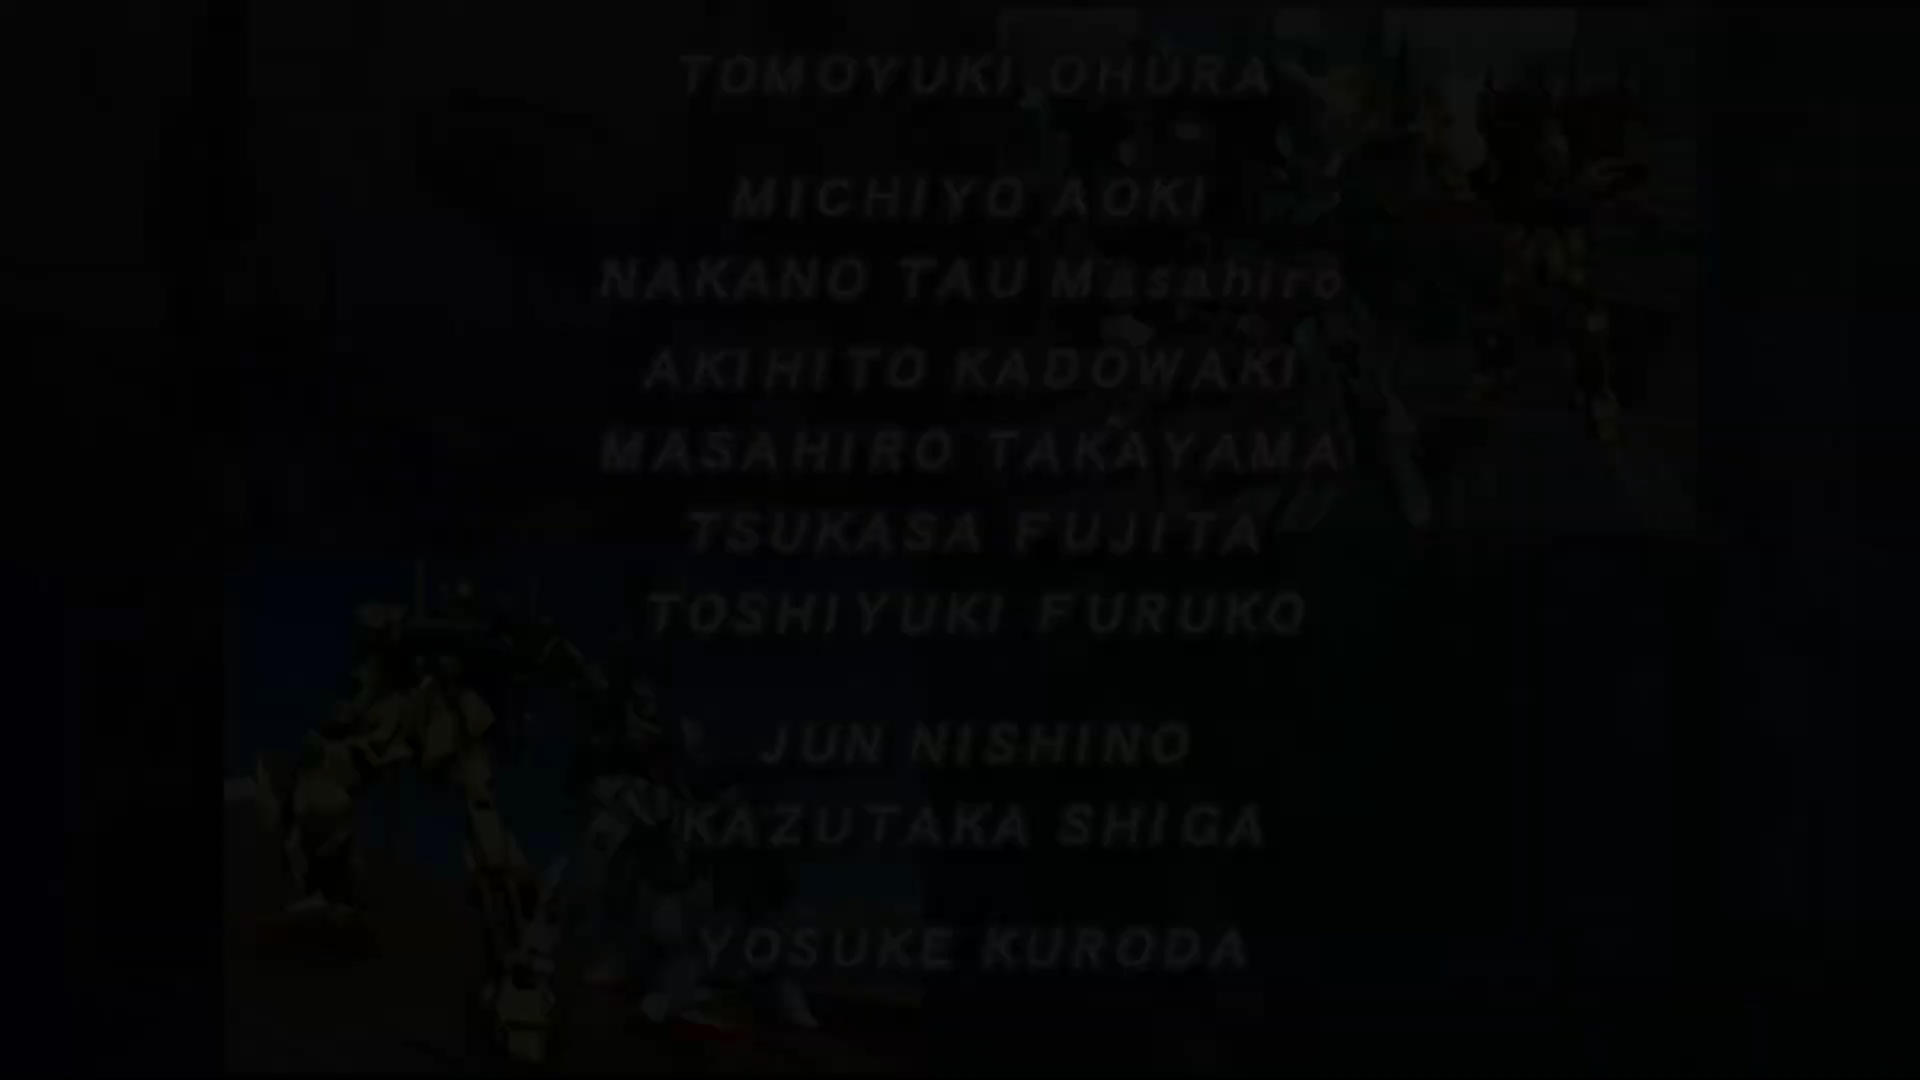 TOMOYUKI OHURA
MICHIYO AOKI
NAKANO TAU Masahiro
AKIHITO KADOWAKI
MASAHIRO TAKAYAMA
TSUKASA FUJITA
TOSHIYUKI FURUKO
JUN NISHINO
KAZUTAKA SHIGA
YOSUKE KURODA